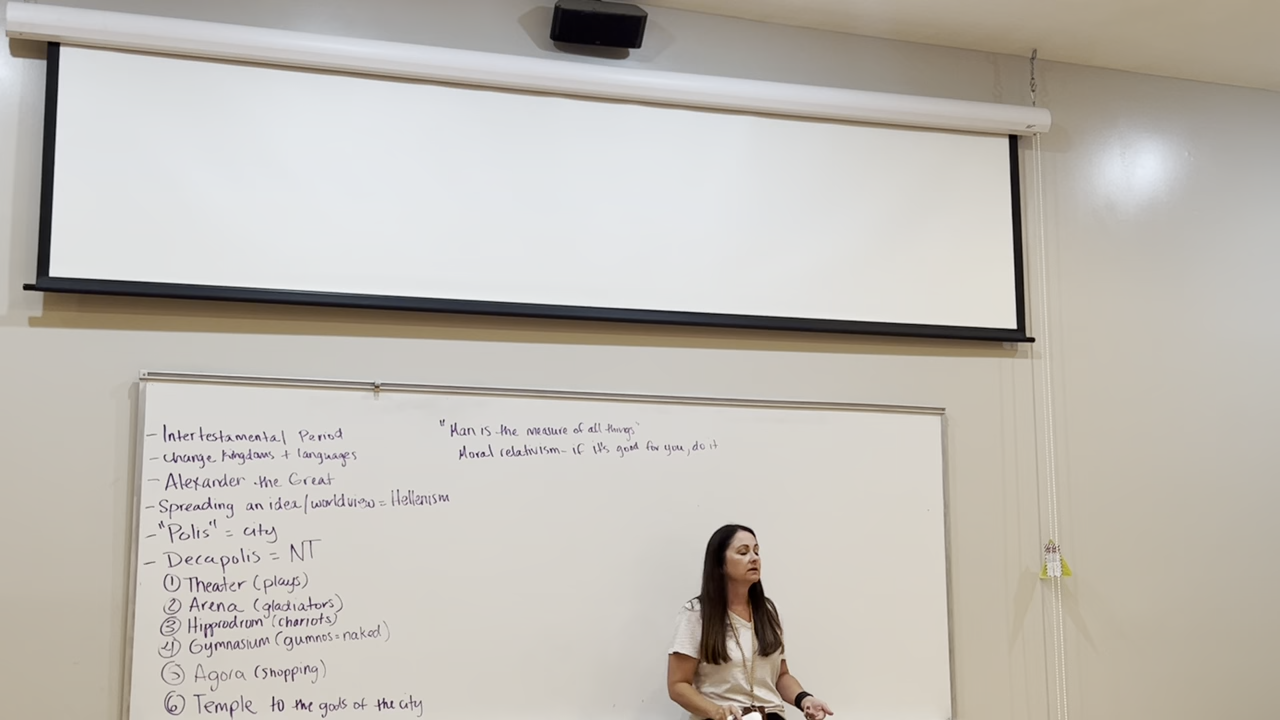 - Intertestamental Period
- Change Kingdoms + languages
- Alexander the Great
- Spreading an idea/worldview = Hellenism
- "Polis" = city
- Decapolis = NT
① Theater (plays)
② Arena (gladiators)
③ Hipprodrom (chariots)
④ Gymnasium (gumnos=naked)
⑤ Agora (shopping)
⑥ Temple to the gods of the city
"Man is the measure of all things"
Moral relativism - if it's good for you, do it